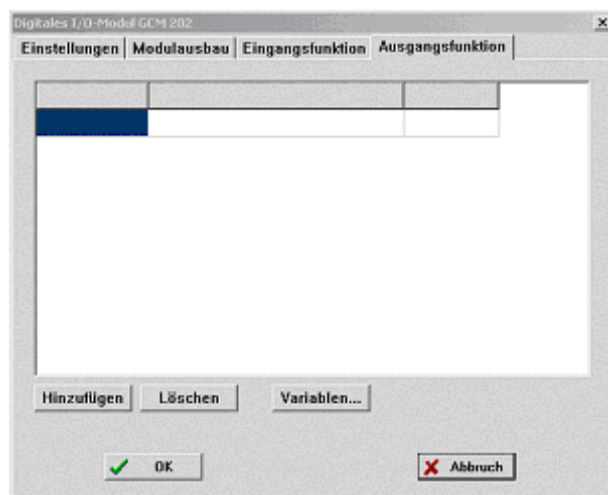 Digitales I/O-Modul GCM 202
Einstellungen Modulausbau Eingangsfunktion Ausgangsfunktion
Hinzufügen Löschen Variablen...
OK Abbruch